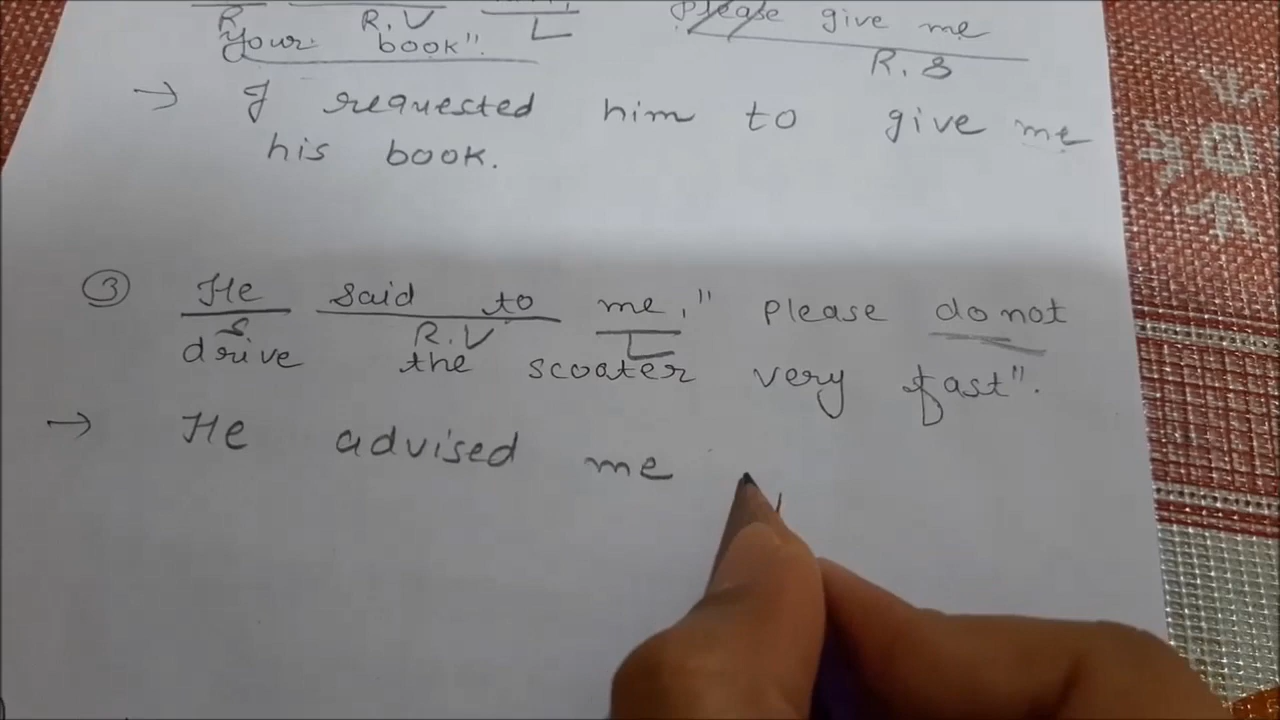 R. R.V L Please give me
your book". R. S
→ I requested him to give me
his book.
③ He said to me," please do not
S R.V L
drive the scoater very fast".
→ He advised me